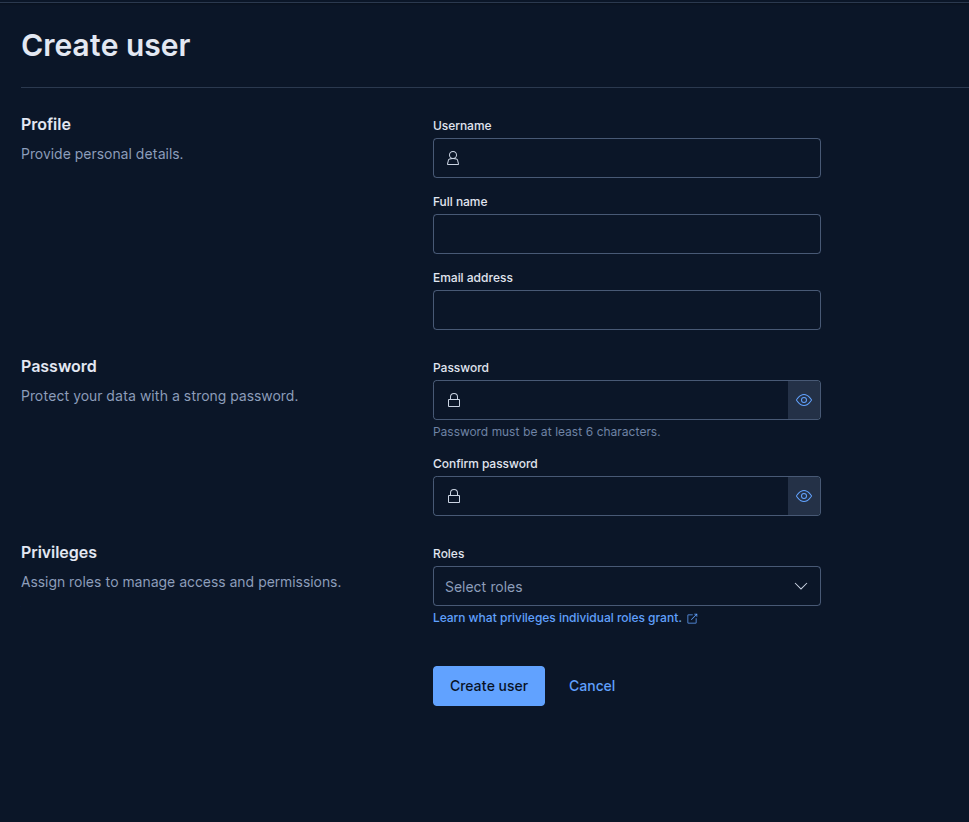 Create user
Profile
Provide personal details.
Username
Full name
Email address
Password
Protect your data with a strong password.
Password
Password must be at least 6 characters.
Confirm password
Privileges
Assign roles to manage access and permissions.
Roles
Select roles
Learn what privileges individual roles grant.
Create user
Cancel